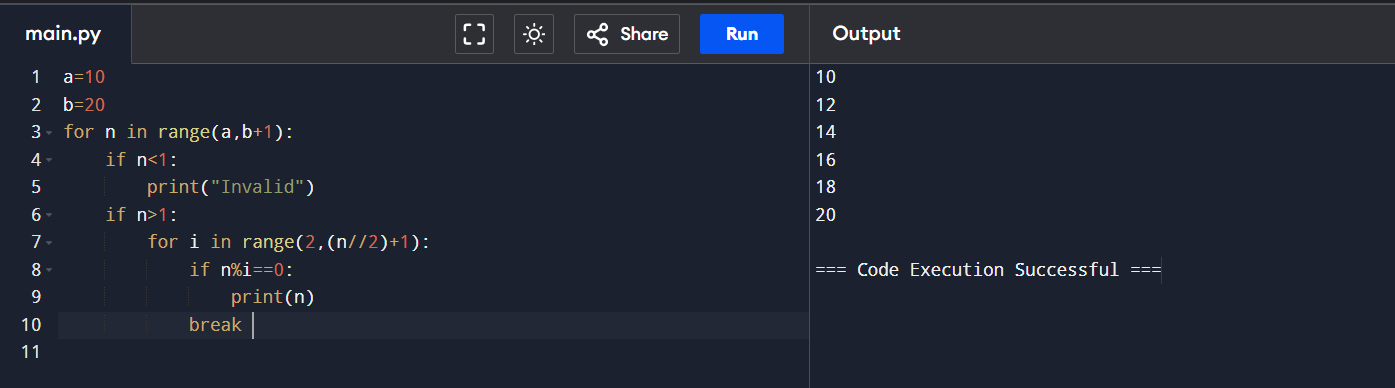 main.py Share Run Output
1 a=10
2 b=20
3 for n in range(a,b+1):
4     if n<1:
5         print("Invalid")
6     if n>1:
7         for i in range(2,(n//2)+1):
8             if n%i==0:
9                 print(n)
10             break
11
10
12
14
16
18
20
=== Code Execution Successful ===